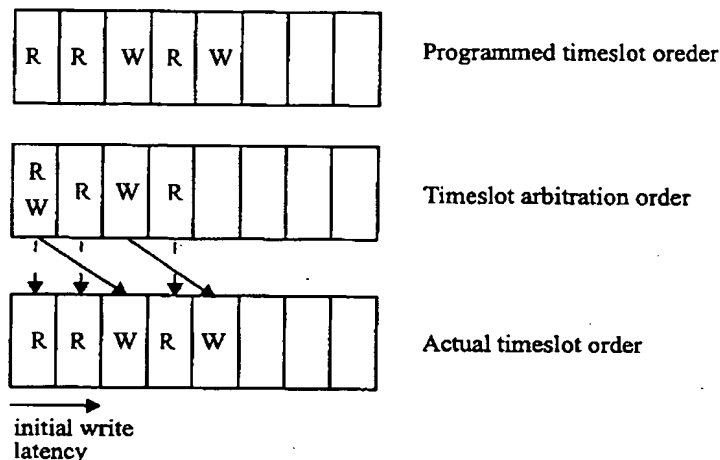 R R W R W
Programmed timeslot oreder
R
W R W R
Timeslot arbitration order
R R W R W
Actual timeslot order
initial write
latency